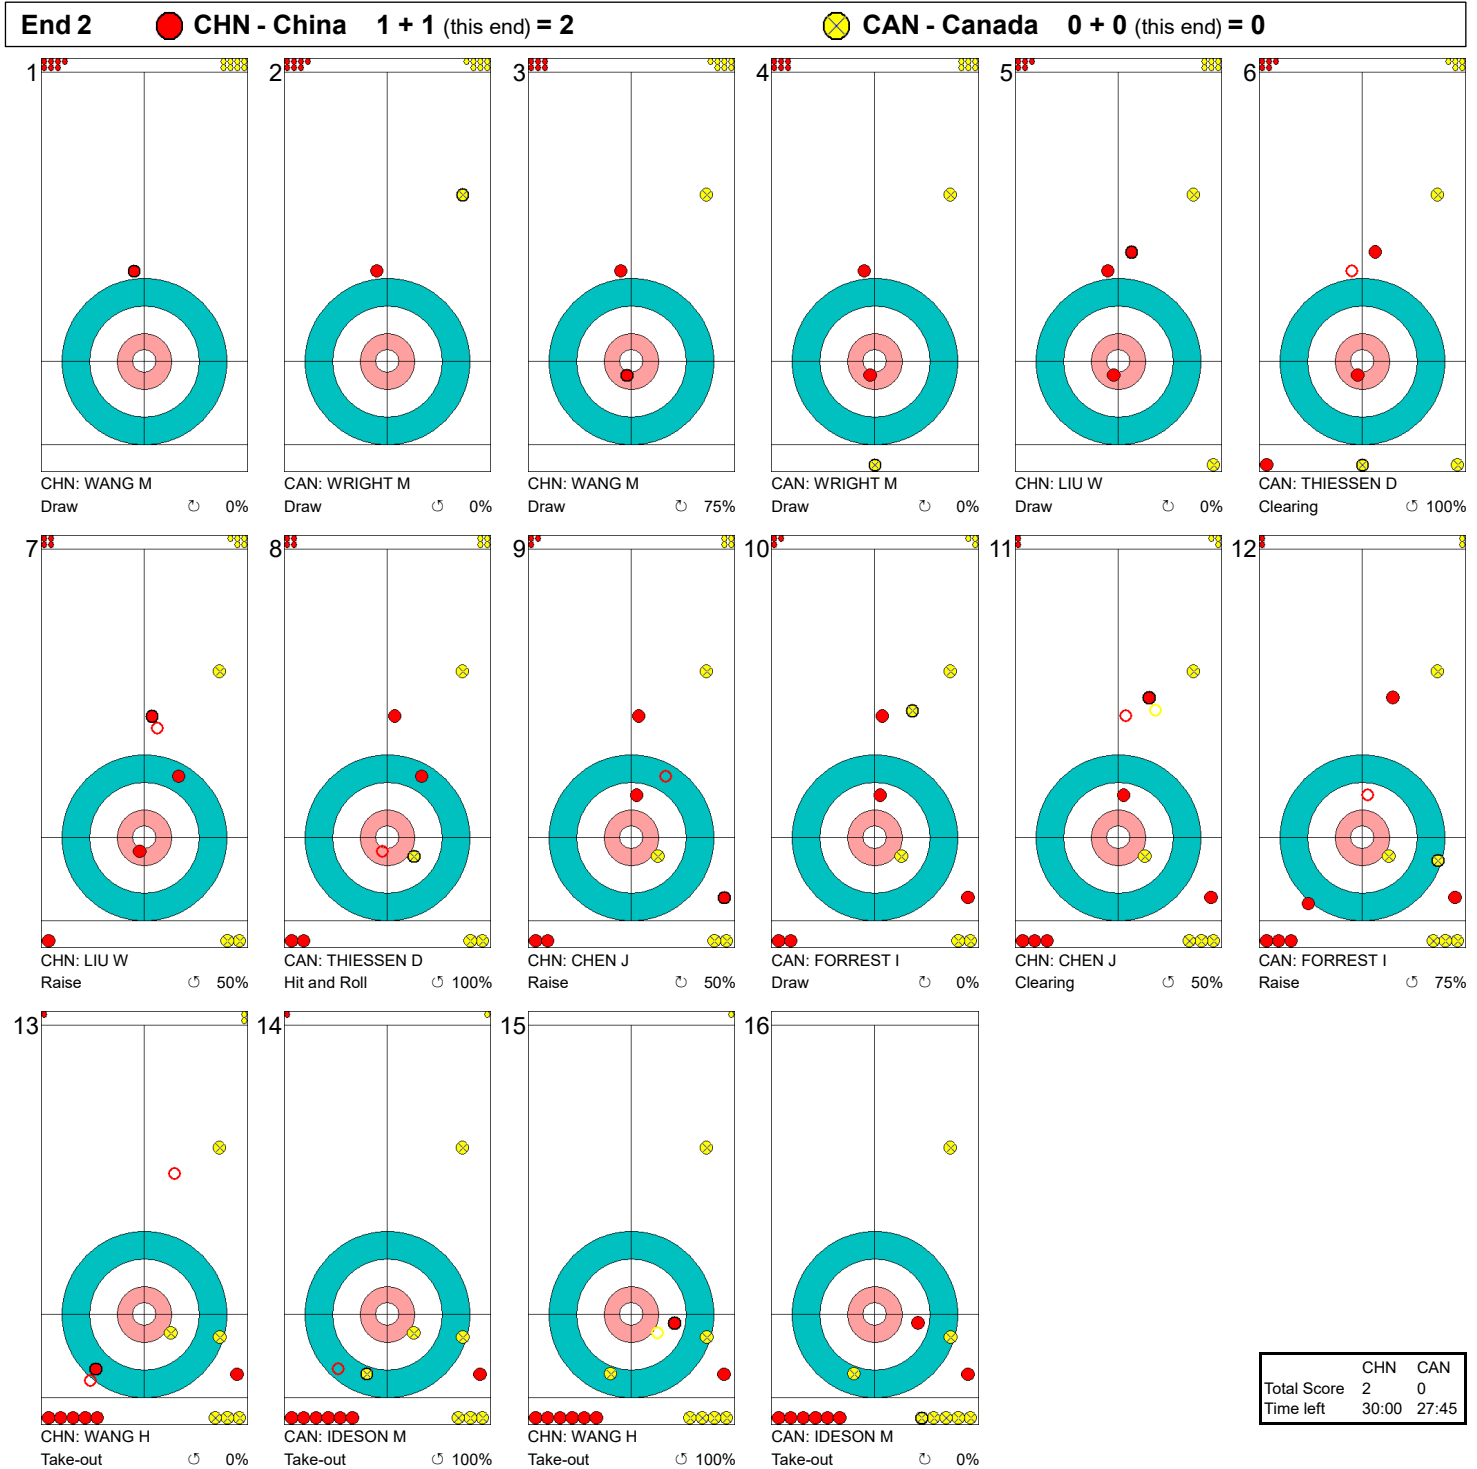 End 2 CHN - China 1 + 1 (this end) = 2 CAN - Canada 0 + 0 (this end) = 0
1 2 3 4 5 6
CHN: WANG M CAN: WRIGHT M CHN: WANG M CAN: WRIGHT M CHN: LIU W CAN: THIESSEN D
Draw ↻ 0% Draw ↺ 0% Draw ↻ 75% Draw ↻ 0% Draw ↻ 0% Clearing ↺ 100%
7 8 9 10 11 12
CHN: LIU W CAN: THIESSEN D CHN: CHEN J CAN: FORREST I CHN: CHEN J CAN: FORREST I
Raise ↺ 50% Hit and Roll ↺ 100% Raise ↺ 50% Draw ↻ 0% Clearing ↺ 50% Raise ↺ 75%
13 14 15 16
CHN: WANG H CAN: IDESON M CHN: WANG H CAN: IDESON M
Take-out ↺ 0% Take-out ↺ 100% Take-out ↺ 100% Take-out ↺ 0%
CHN CAN
Total Score 2 0
Time left 30:00 27:45